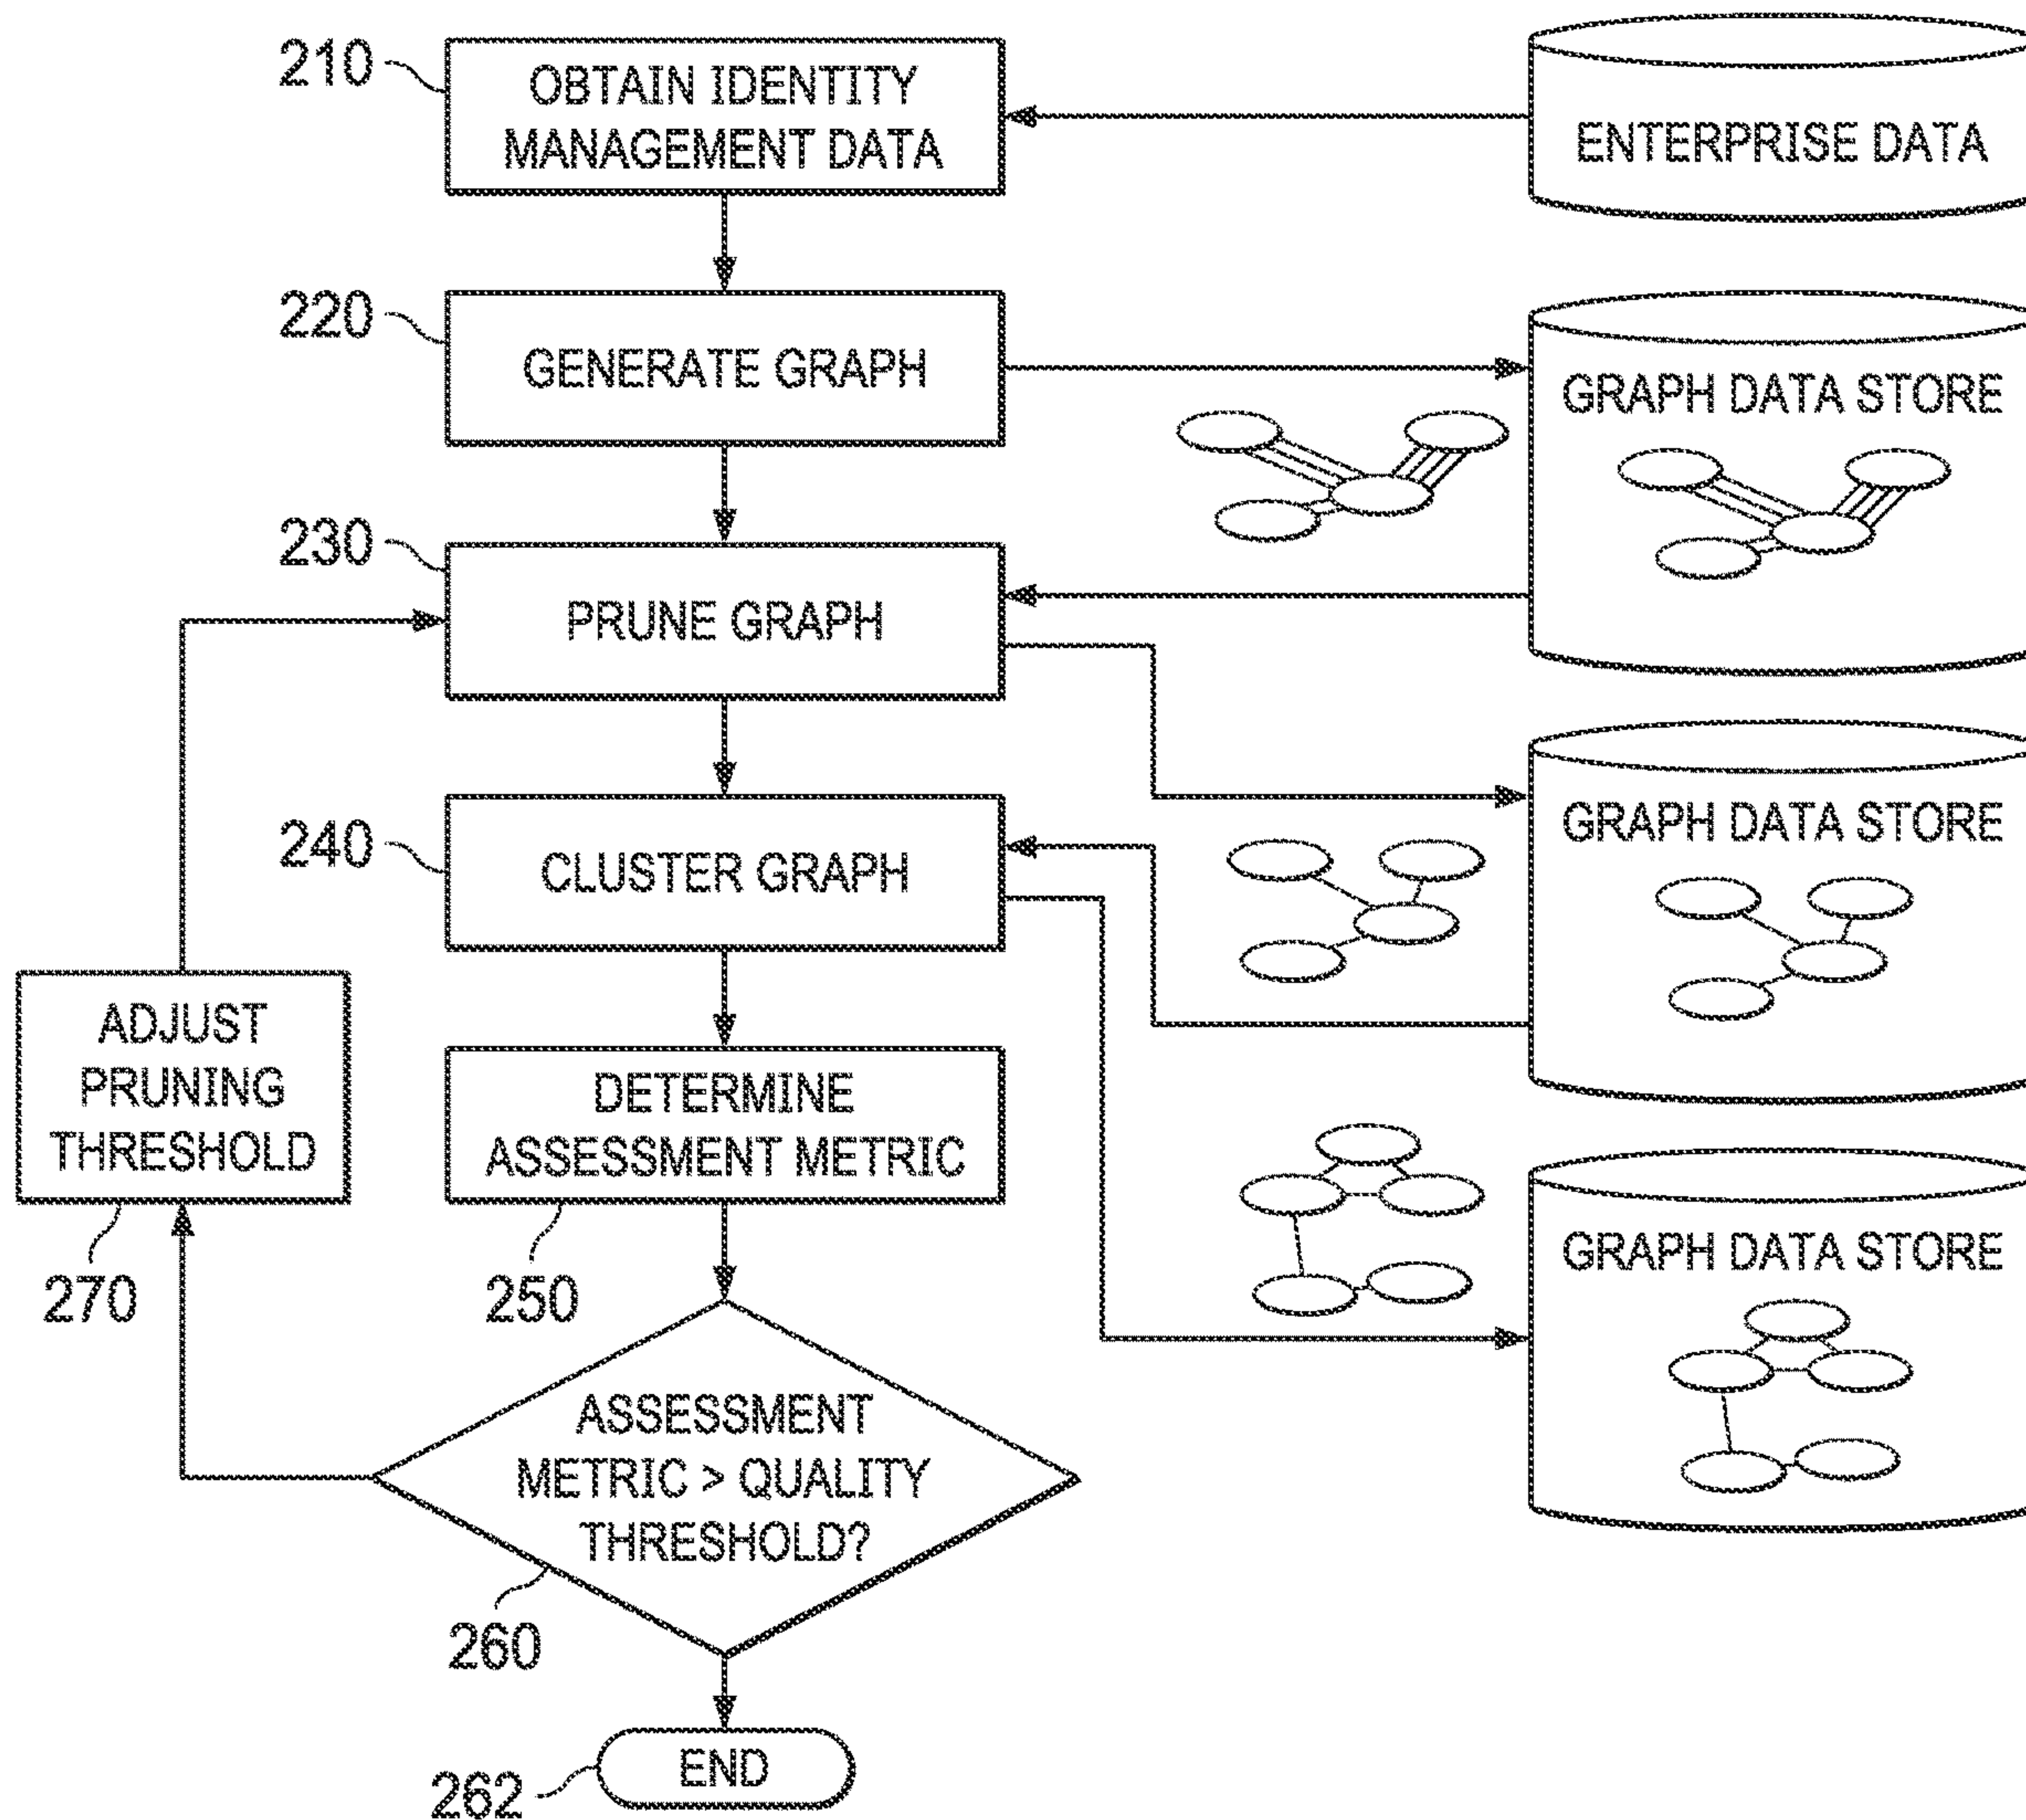 210
OBTAIN IDENTITY
MANAGEMENT DATA
ENTERPRISE DATA
220
GENERATE GRAPH
GRAPH DATA STORE
230
PRUNE GRAPH
240
CLUSTER GRAPH
GRAPH DATA STORE
ADJUST
PRUNING
THRESHOLD
270
DETERMINE
ASSESSMENT METRIC
250
GRAPH DATA STORE
ASSESSMENT
METRIC > QUALITY
THRESHOLD?
260
END
262